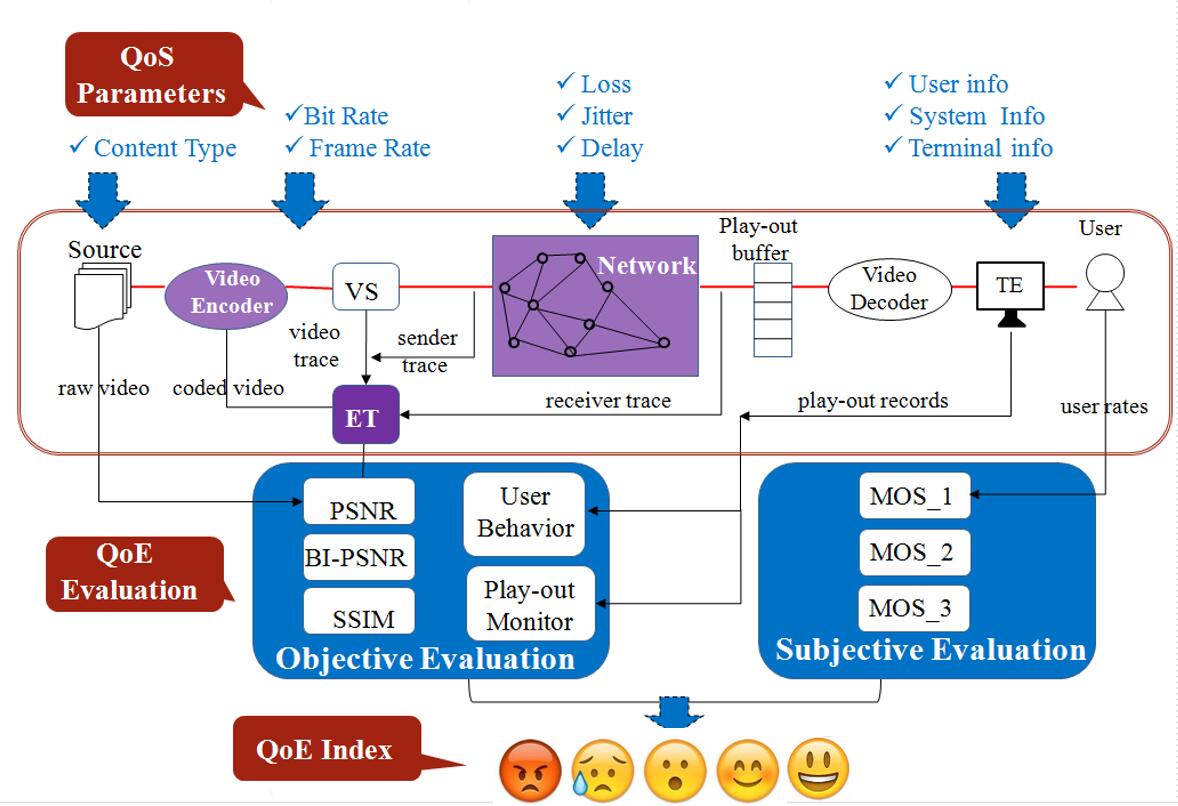 QoS
Parameters
✓ Content Type
✓Bit Rate
✓ Frame Rate
✓ Loss
✓ Jitter
✓ Delay
✓ User info
✓ System Info
✓ Terminal info
Source
Video
Encoder
VS
Network
Play-out
buffer
Video
Decoder
TE
User
video
trace
sender
trace
raw video
coded video
ET
receiver trace
play-out records
user rates
PSNR
BI-PSNR
SSIM
User
Behavior
Play-out
Monitor
Objective Evaluation
MOS_1
MOS_2
MOS_3
Subjective Evaluation
QoE
Evaluation
QoE Index